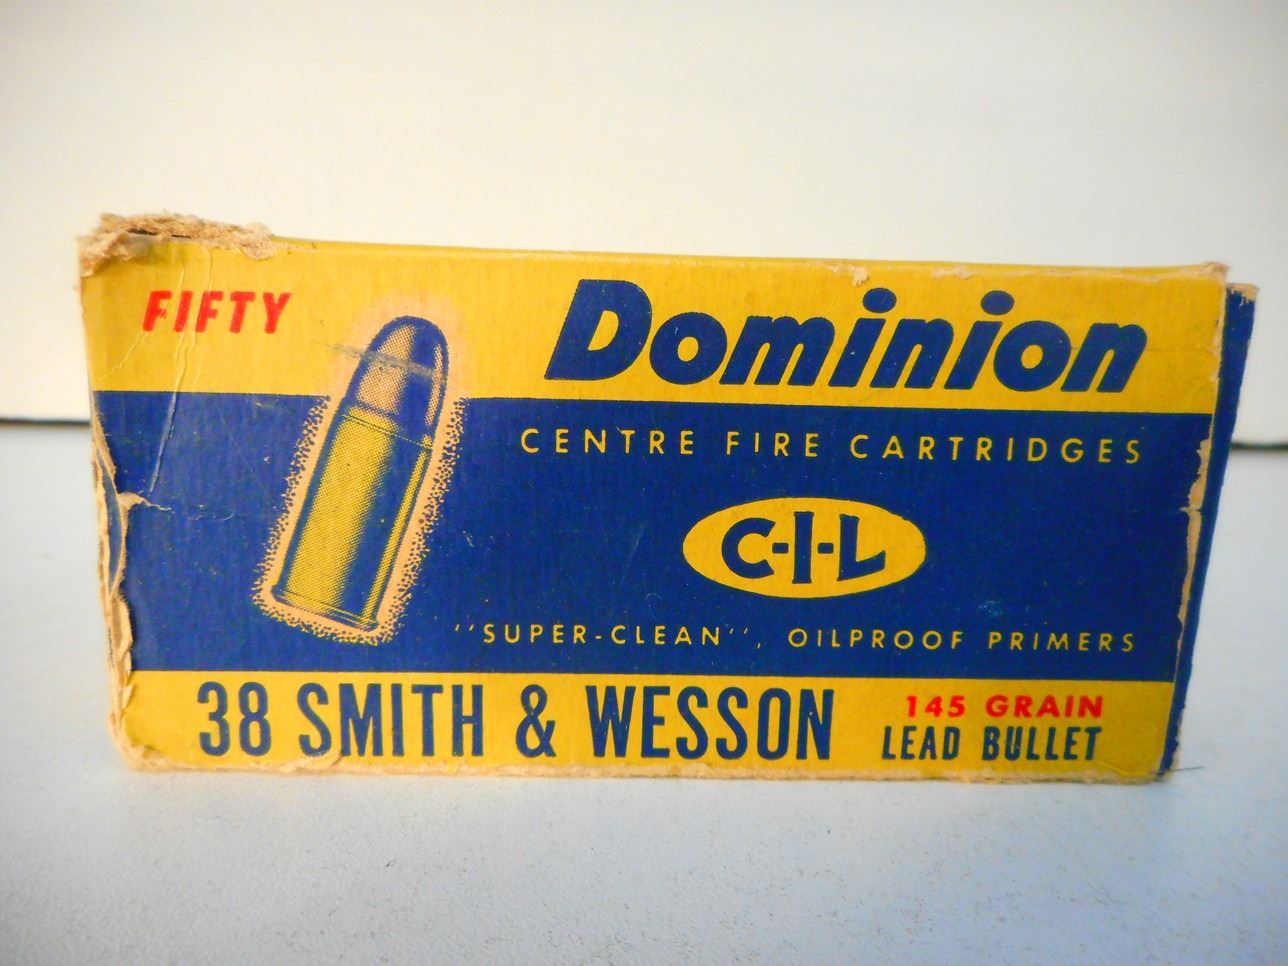 FIFTY
Dominion
CENTRE FIRE CARTRIDGES
C-I-L
"SUPER-CLEAN", OILPROOF PRIMERS
38 SMITH & WESSON
145 GRAIN
LEAD BULLET